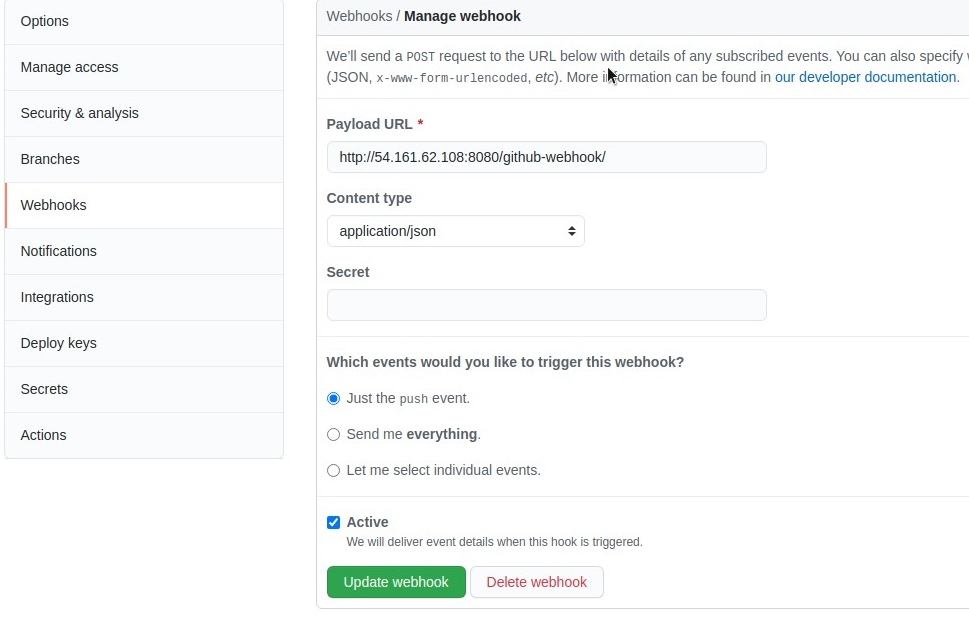 Options
Manage access
Security & analysis
Branches
Webhooks
Notifications
Integrations
Deploy keys
Secrets
Actions
Webhooks / Manage webhook
We'll send a POST request to the URL below with details of any subscribed events. You can also specify
(JSON, x-www-form-urlencoded, etc). More information can be found in our developer documentation.
Payload URL *
http://54.161.62.108:8080/github-webhook/
Content type
application/json
Secret
Which events would you like to trigger this webhook?
Just the push event.
Send me everything.
Let me select individual events.
Active
We will deliver event details when this hook is triggered.
Update webhook
Delete webhook